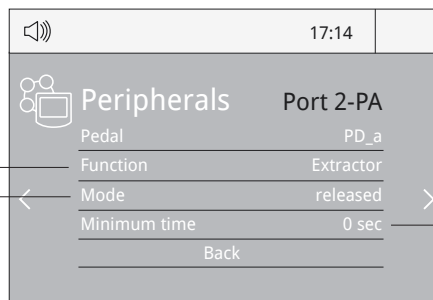 17:14
Peripherals Port 2-PA
Pedal PD_a
Function Extractor
Mode released
Minimum time 0 sec
Back